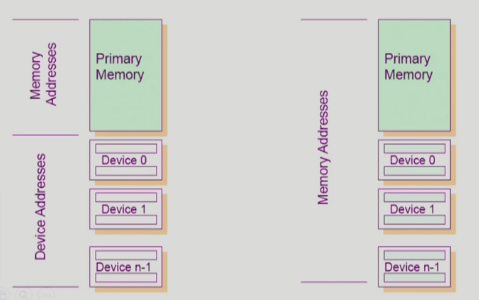 Memory
Addresses
Primary
Memory
Device Addresses
Device 0
Device 1
Device n-1
Memory Addresses
Primary
Memory
Device 0
Device 1
Device n-1